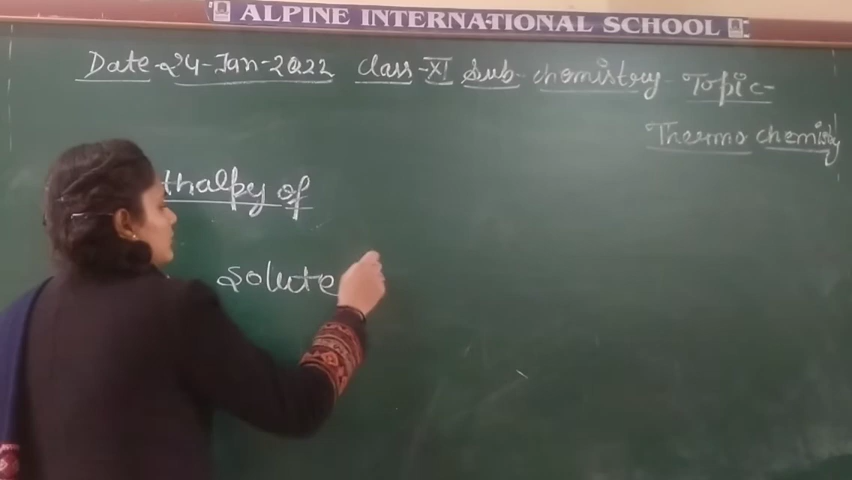 ALPINE INTERNATIONAL SCHOOL
Date-24-Jan-2022 Class-XI Sub-chemistry Topic-
Thermo chemistry
thalpy of
Solute